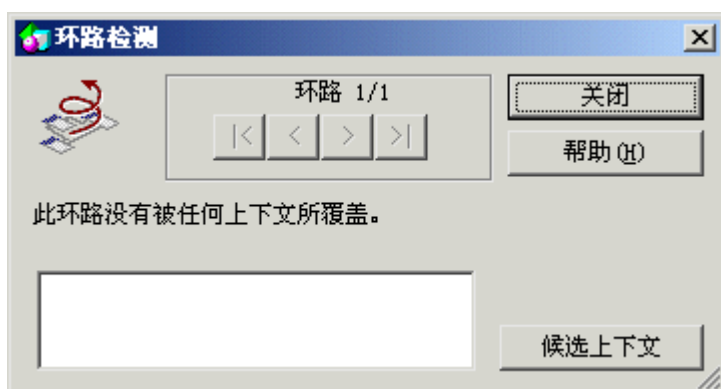 环路检测
环路 1/1
|< < > >|
关闭
帮助(H)
此环路没有被任何上下文所覆盖。
候选上下文